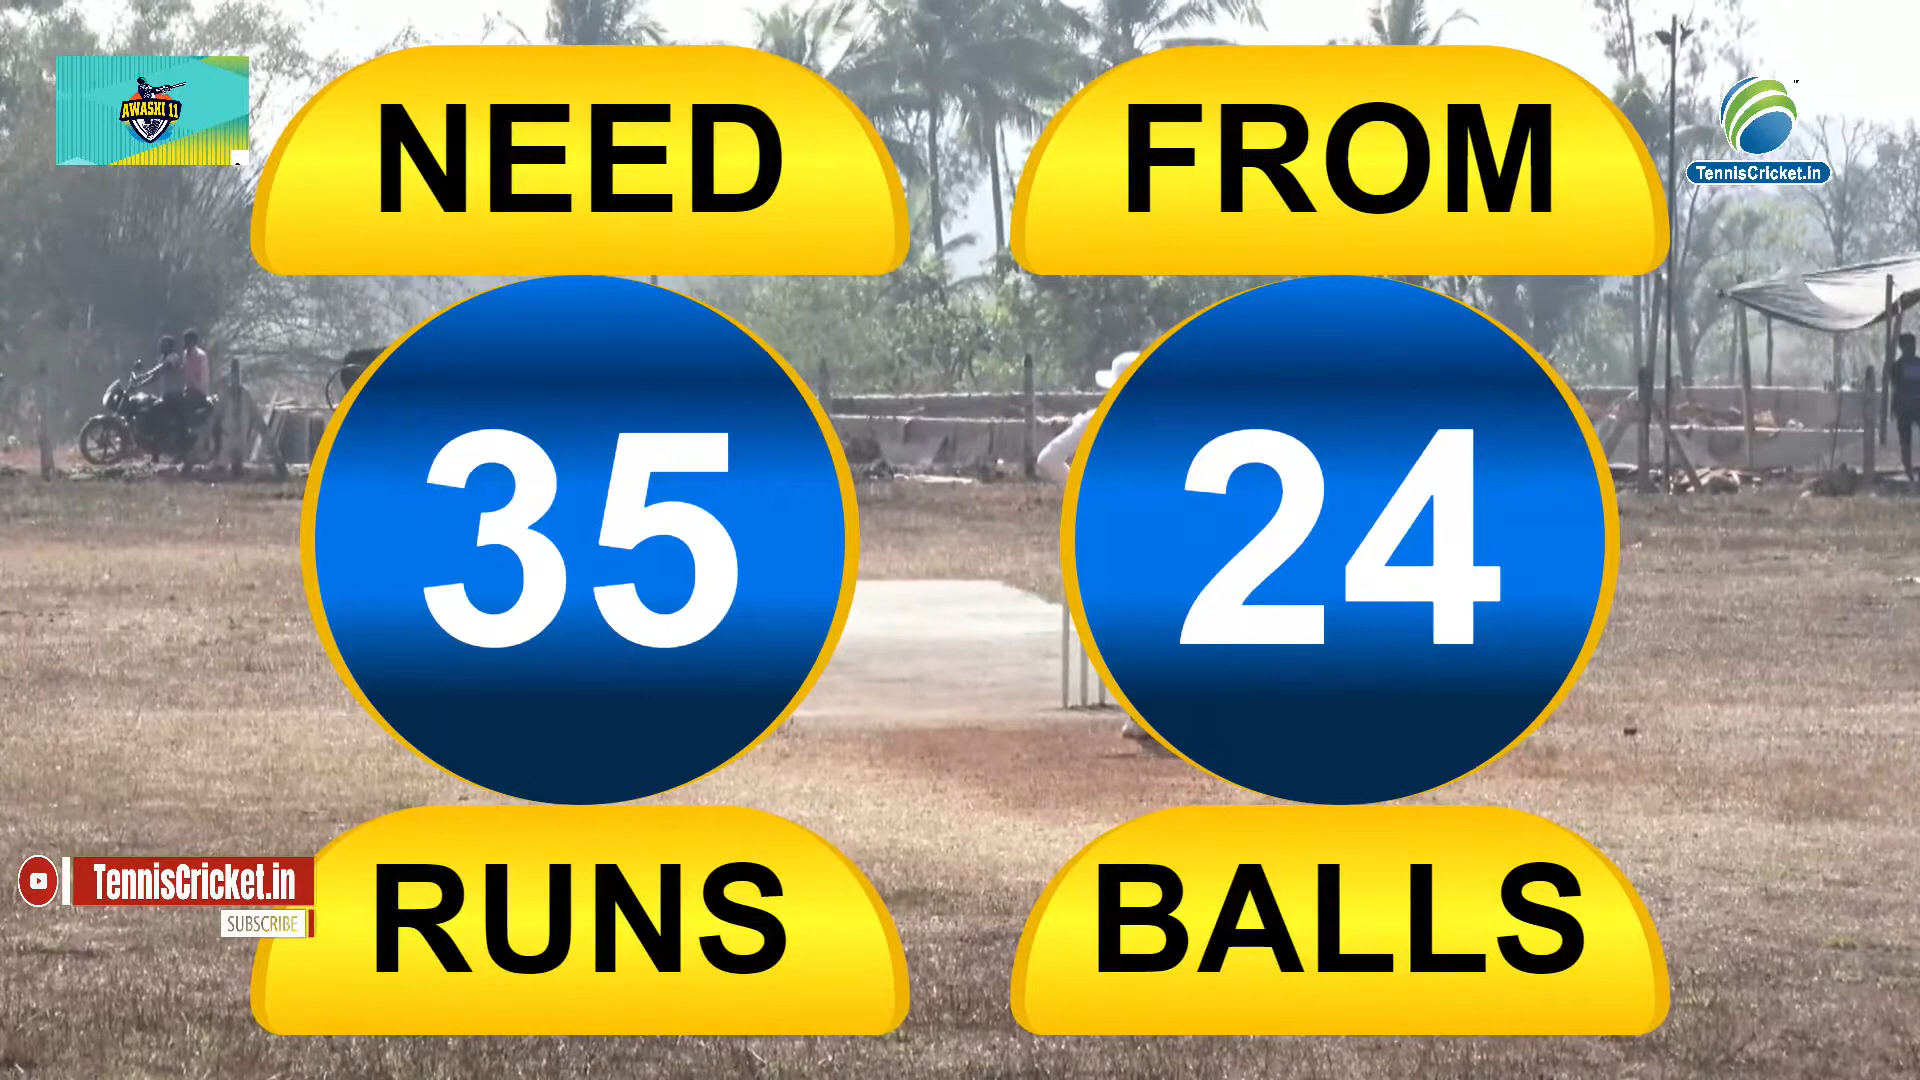 NEED
FROM
AWASHI 11
TennisCricket.in
35
24
TennisCricket.in
SUBSCRIBE
RUNS
BALLS